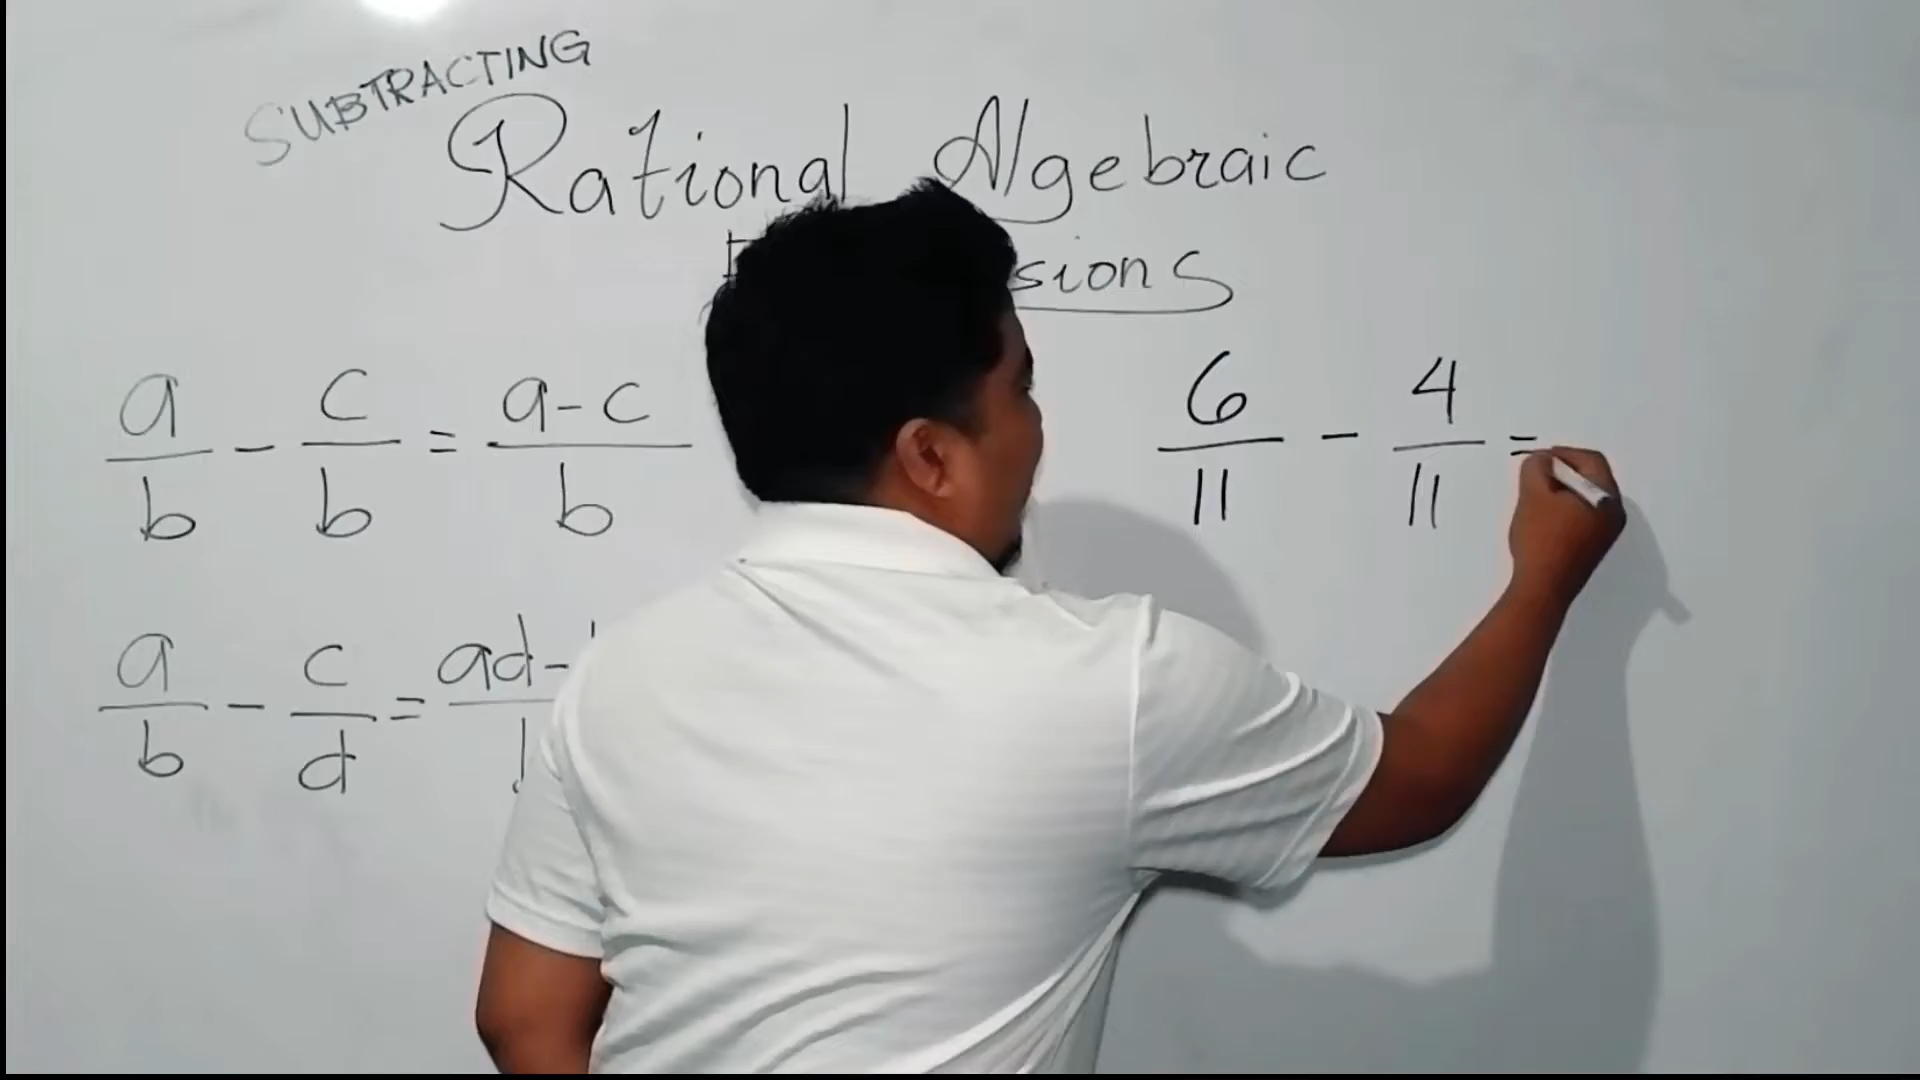 SUBTRACTING
Rational Algebraic
sions
a/b - c/b = a-c/b
6/11 - 4/11 =
a/b - c/d = ad-